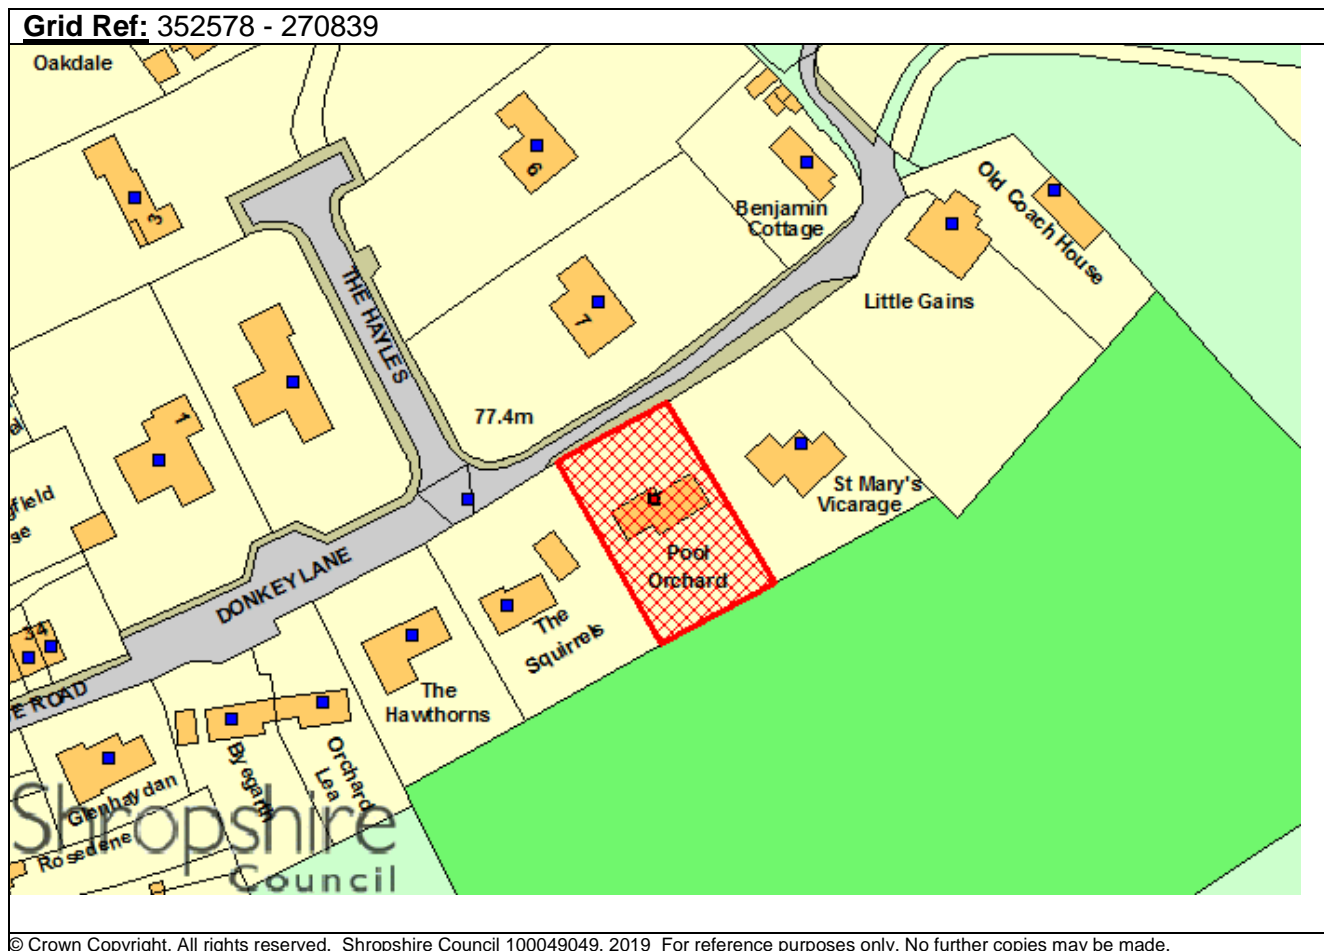 Grid Ref: 352578 - 270839
Oakdale
6
3
Old Coach House
Benjamin
Cottage
THE HAYLES
7
Little Gains
1
77.4m
St Mary's
Vicarage
Pool
Orchard
DONKEY LANE
The
Squirrels
34
The
Hawthorns
ROAD
Byegarth
Orchard
Lea
Glenhaydan
Rosedene
Shropshire
Council
© Crown Copyright. All rights reserved. Shropshire Council 100049049. 2019 For reference purposes only. No further copies may be made.